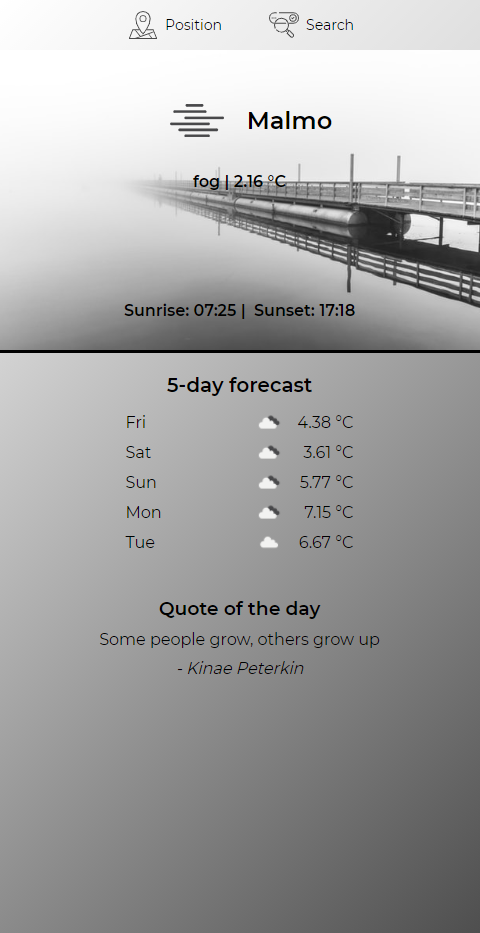 Position Search
Malmo
fog | 2.16 °C
Sunrise: 07:25 | Sunset: 17:18
5-day forecast
Fri 4.38 °C
Sat 3.61 °C
Sun 5.77 °C
Mon 7.15 °C
Tue 6.67 °C
Quote of the day
Some people grow, others grow up
- Kinae Peterkin